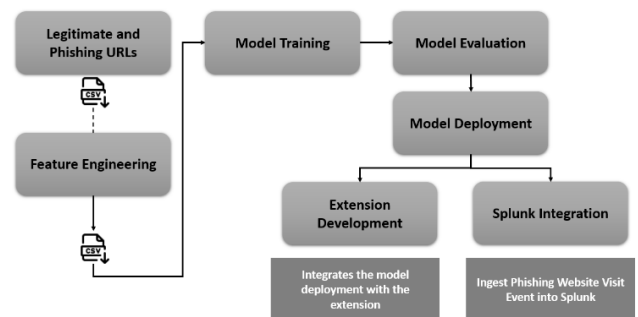 Legitimate and
Phishing URLs
CSV
Feature Engineering
CSV
Model Training
Model Evaluation
Model Deployment
Extension
Development
Splunk Integration
Integrates the model
deployment with the
extension
Ingest Phishing Website Visit
Event into Splunk